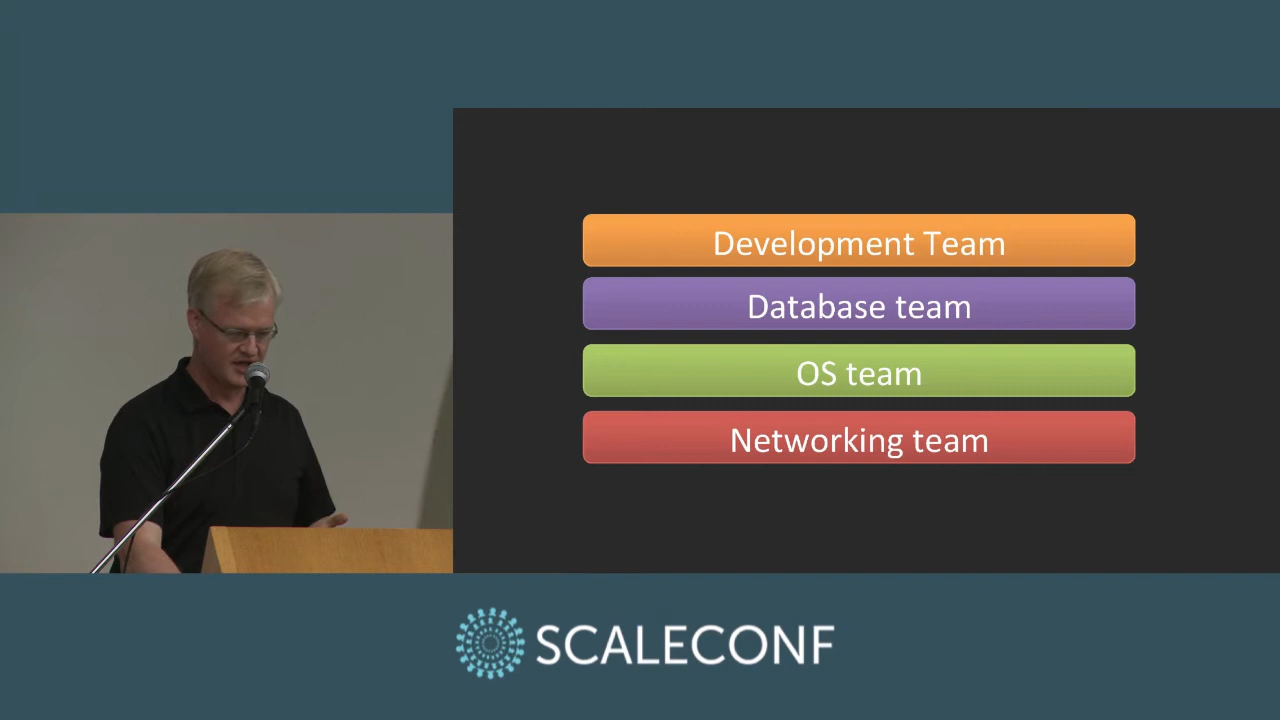 Development Team
Database team
OS team
Networking team
SCALECONF